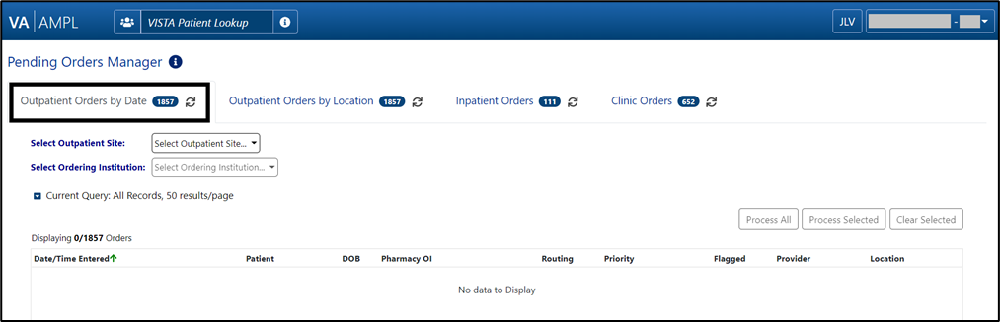 VA | AMPL VISTA Patient Lookup JLV -
Pending Orders Manager
Outpatient Orders by Date 1857 Outpatient Orders by Location 1857 Inpatient Orders 111 Clinic Orders 652
Select Outpatient Site: Select Outpatient Site...
Select Ordering Institution: Select Ordering Institution...
Current Query: All Records, 50 results/page
Process All Process Selected Clear Selected
Displaying 0/1857 Orders
Date/Time Entered Patient DOB Pharmacy OI Routing Priority Flagged Provider Location
No data to Display